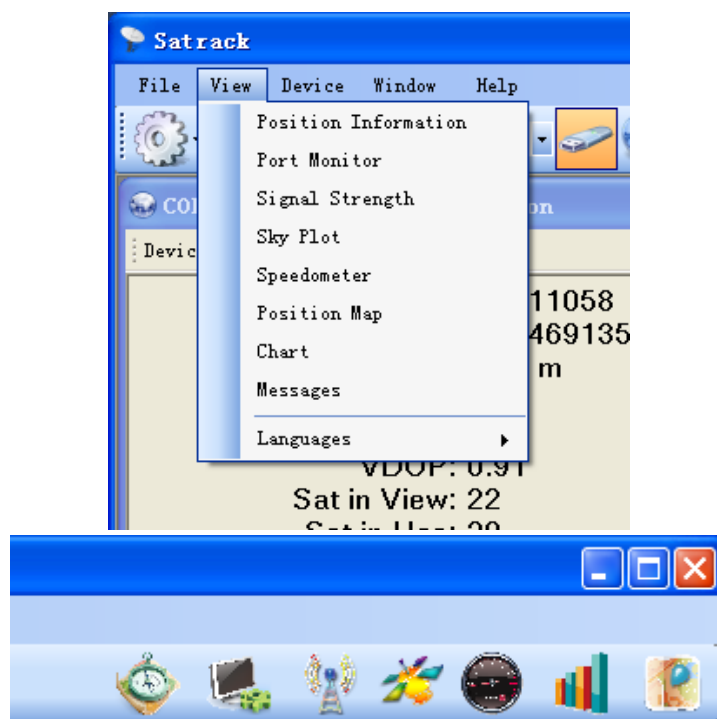 Satrack
File View Device Window Help
Position Information
Port Monitor
Signal Strength
Sky Plot
Speedometer
Position Map
Chart
Messages
Languages
11058
469135
m
VDOP: 0.91
Sat in View: 22